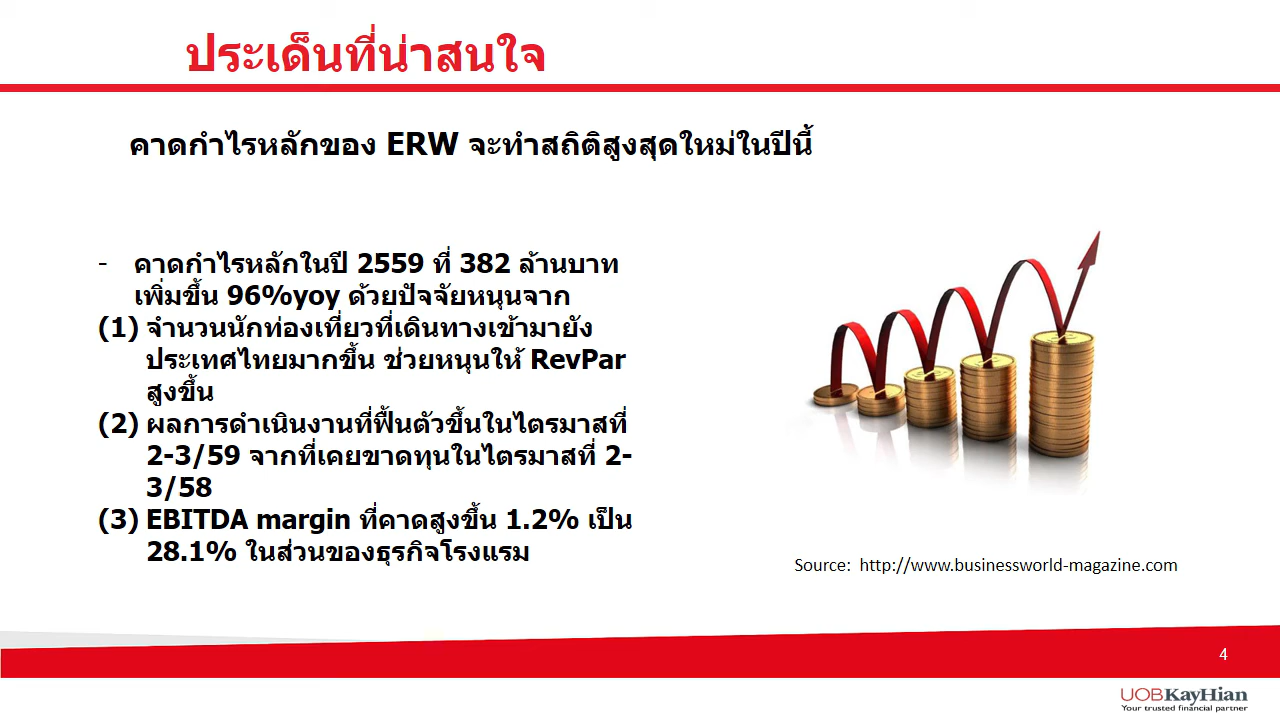 ประเด็นที่น่าสนใจ
คาดกำไรหลักของ ERW จะทำสถิติสูงสุดใหม่ในปีนี้
- คาดกำไรหลักในปี 2559 ที่ 382 ล้านบาท
เพิ่มขึ้น 96%yoy ด้วยปัจจัยหนุนจาก
(1) จำนวนนักท่องเที่ยวที่เดินทางเข้ามายัง
ประเทศไทยมากขึ้น ช่วยหนุนให้ RevPar
สูงขึ้น
(2) ผลการดำเนินงานที่ฟื้นตัวขึ้นในไตรมาสที่
2-3/59 จากที่เคยขาดทุนในไตรมาสที่ 2-
3/58
(3) EBITDA margin ที่คาดสูงขึ้น 1.2% เป็น
28.1% ในส่วนของธุรกิจโรงแรม
Source: http://www.businessworld-magazine.com
4
UOBKayHian
Your trusted financial partner